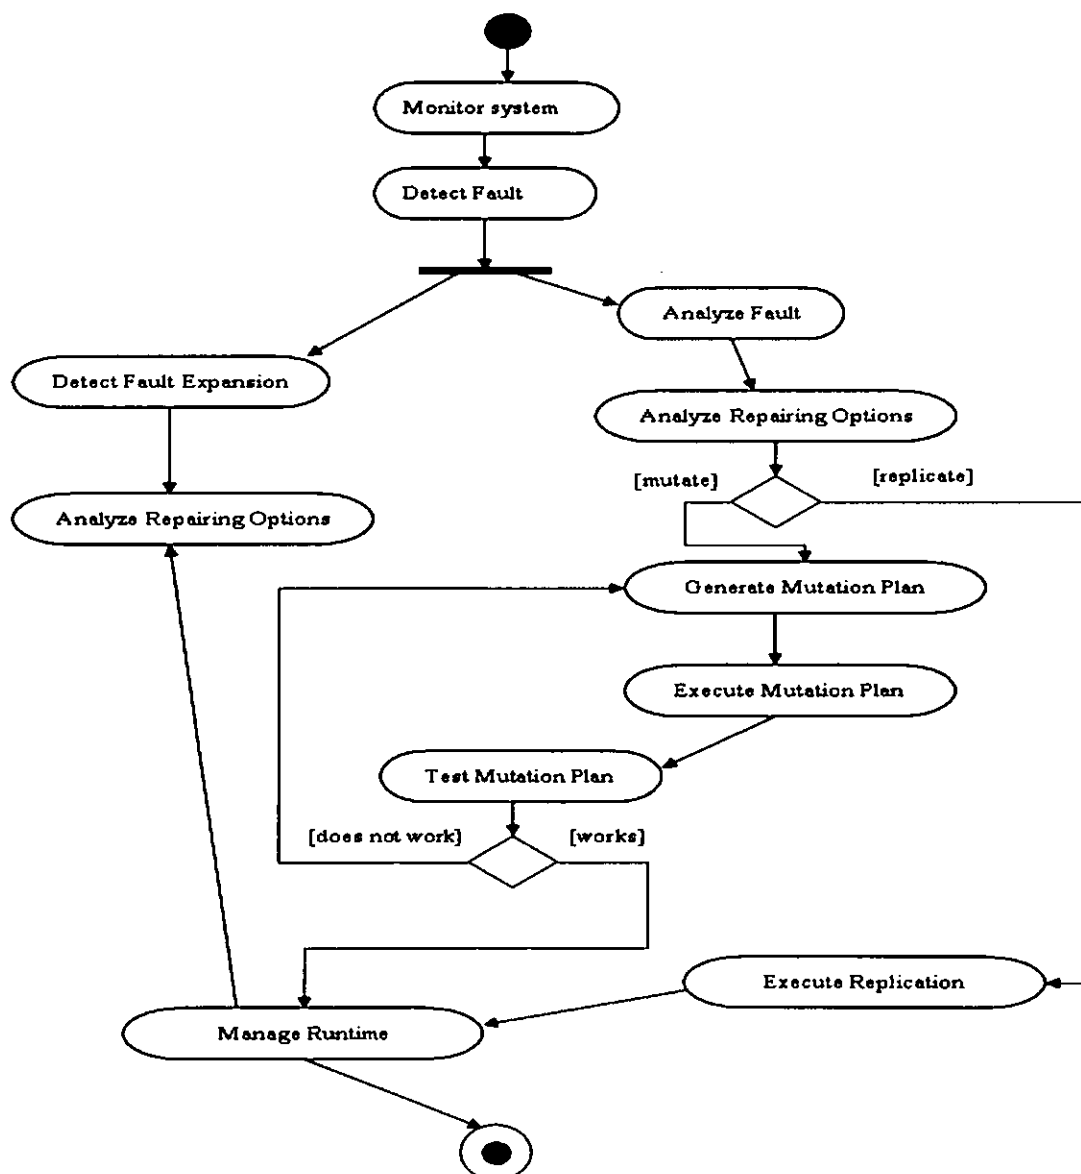 Monitor system
Detect Fault
Analyze Fault
Detect Fault Expansion
Analyze Repairing Options
[mutate]
[replicate]
Analyze Repairing Options
Generate Mutation Plan
Execute Mutation Plan
Test Mutation Plan
[does not work]
[works]
Execute Replication
Manage Runtime